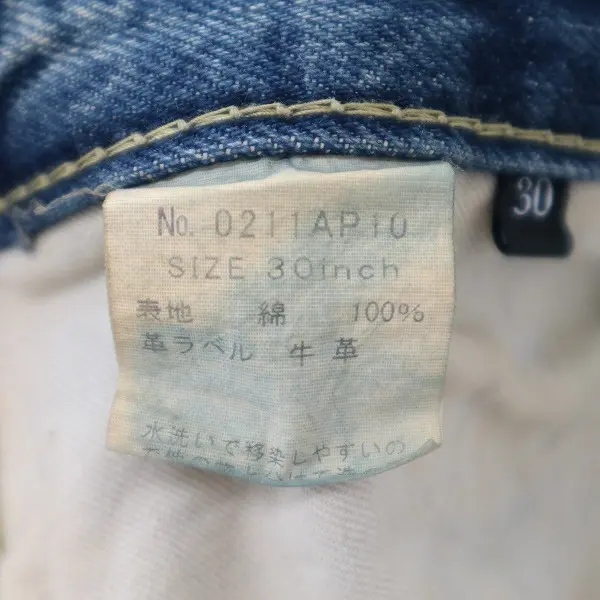 No. 0211AP10
SIZE 30inch
表地 綿 100%
革ラベル 牛革
水洗いで移染しやすいの
30